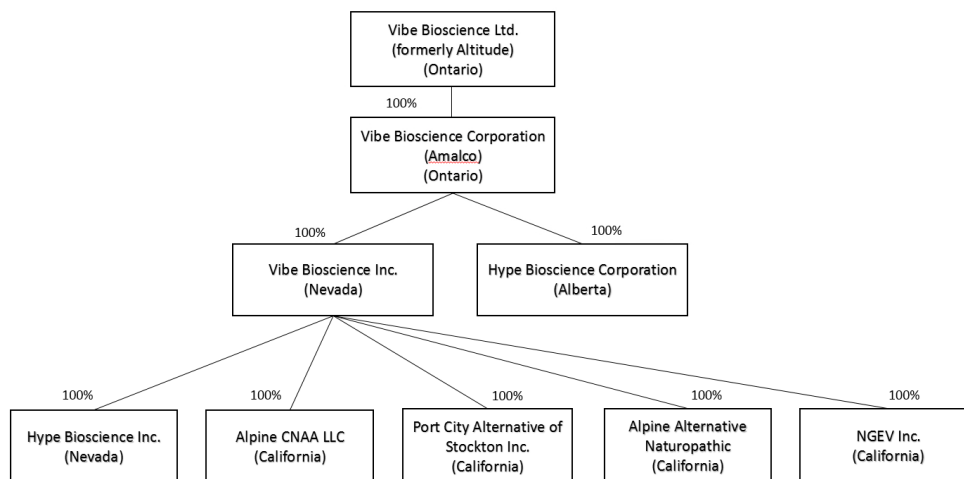 Vibe Bioscience Ltd.
(formerly Altitude)
(Ontario)
100%
Vibe Bioscience Corporation
(Amalco)
(Ontario)
100%
100%
Vibe Bioscience Inc.
(Nevada)
Hype Bioscience Corporation
(Alberta)
100%
100%
100%
100%
100%
Hype Bioscience Inc.
(Nevada)
Alpine CNAA LLC
(California)
Port City Alternative of
Stockton Inc.
(California)
Alpine Alternative
Naturopathic
(California)
NGEV Inc.
(California)